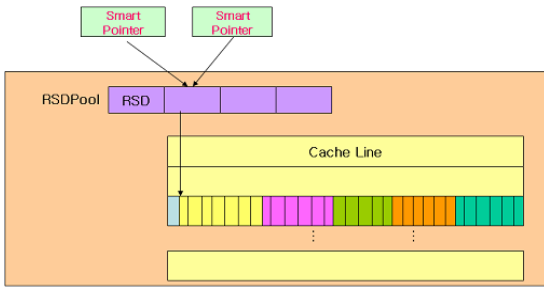 Smart
Pointer
Smart
Pointer
RSDPool
RSD
Cache Line